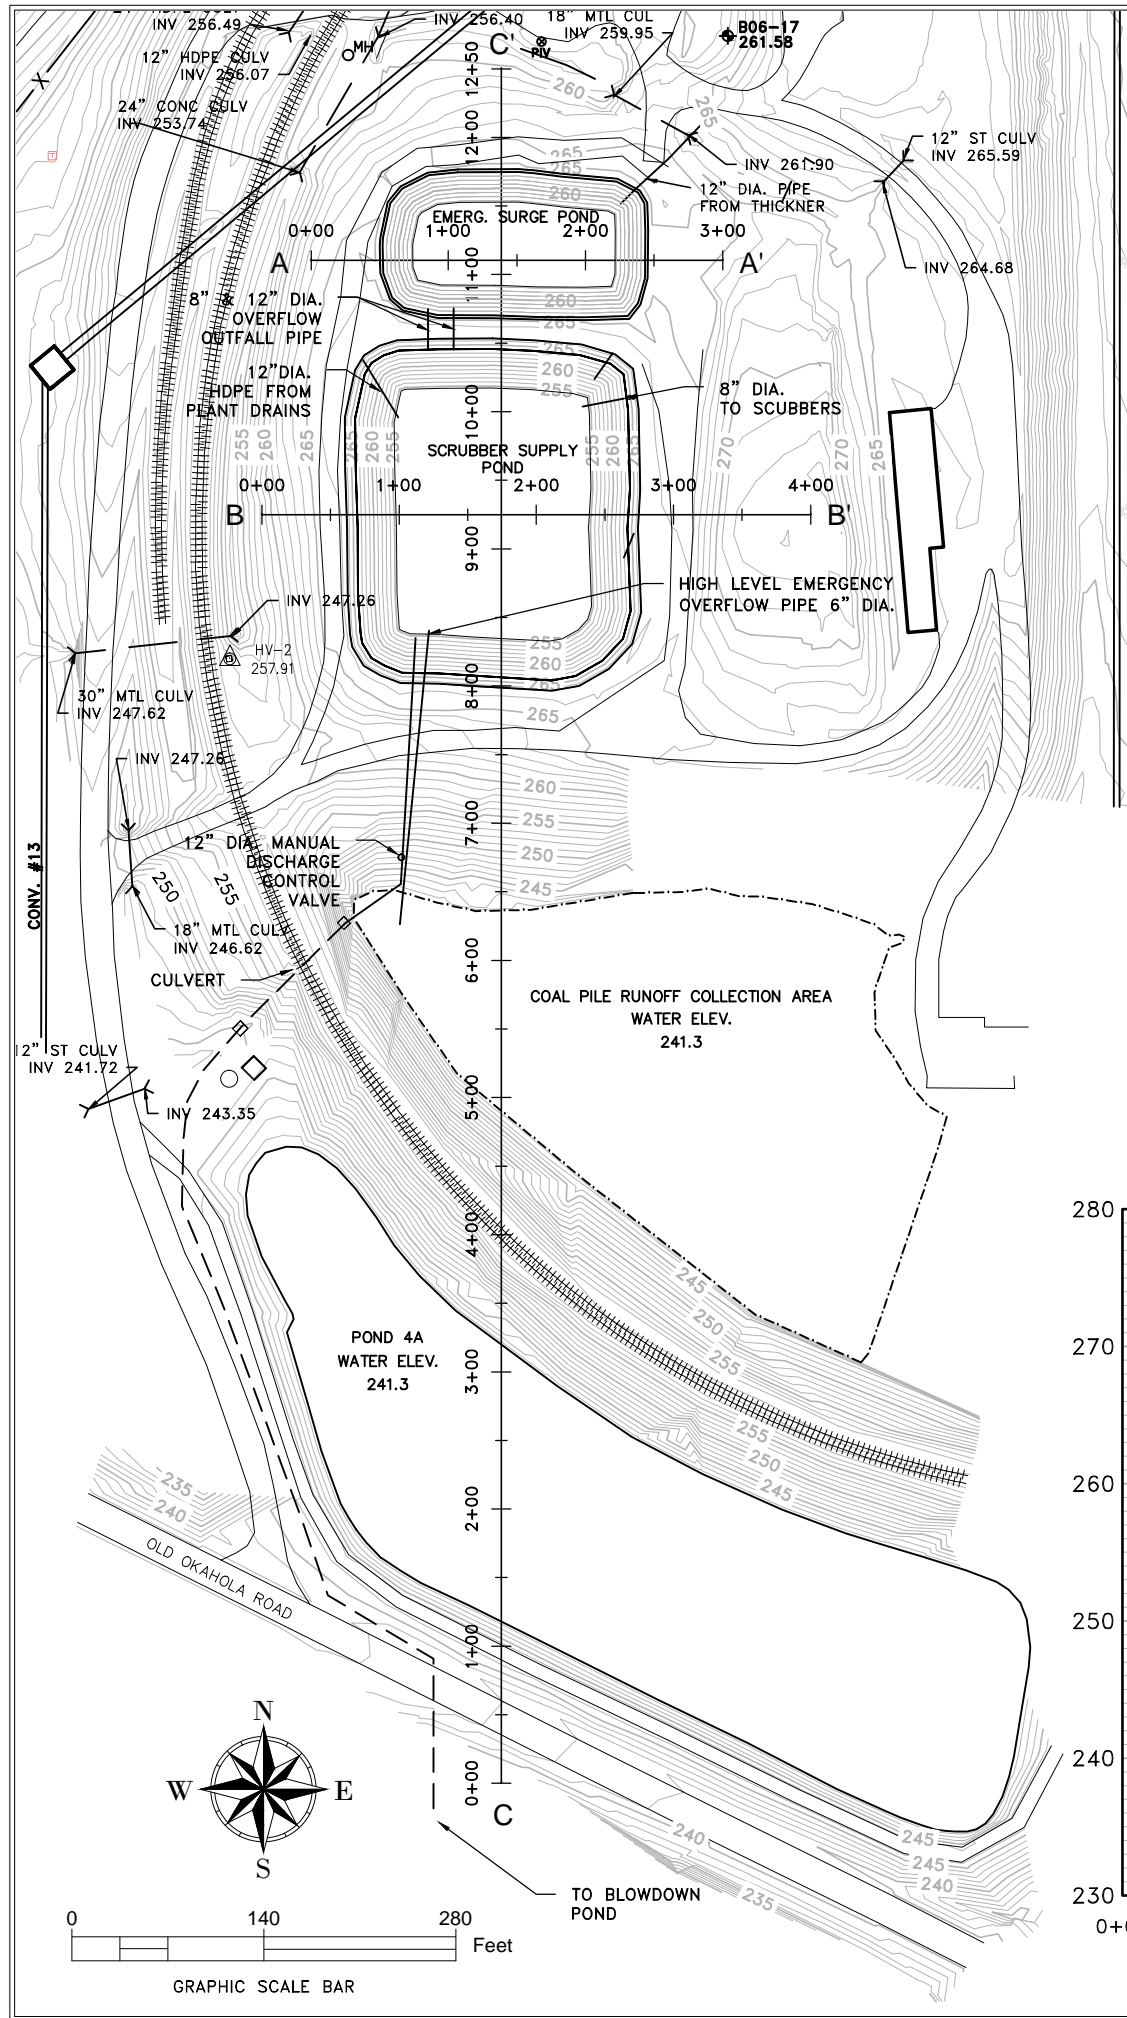 INV 256.49
12" HDPE CULV
INV 256.07
24" CONC CULV
INV 253.74
MH
INV 256.40
18" MTL CUL
INV 259.95
C'
PIV
B06-17
261.58
260
265
12" ST CULV
INV 265.59
INV 261.90
12" DIA. PIPE
FROM THICKNER
INV 264.68
12+50
12+00
265
265
260
EMERG. SURGE POND
0+00
1+00
2+00
3+00
A
A'
11+00
260
265
8" & 12" DIA.
OVERFLOW
OUTFALL PIPE
265
260
255
12"DIA.
HDPE FROM
PLANT DRAINS
8" DIA.
TO SCUBBERS
10+00
SCRUBBER SUPPLY
POND
255
260
265
265
260
255
255
260
265
270
270
265
0+00
1+00
2+00
3+00
4+00
B
B'
9+00
HIGH LEVEL EMERGENCY
OVERFLOW PIPE 6" DIA.
INV 247.26
HV-2
257.91
255
260
265
265
8+00
30" MTL CULV
INV 247.62
INV 247.26
260
255
250
245
7+00
12" DIA. MANUAL
DISCHARGE
CONTROL
VALVE
CONV. #13
250
255
18" MTL CULV
INV 246.62
CULVERT
6+00
COAL PILE RUNOFF COLLECTION AREA
WATER ELEV.
241.3
12" ST CULV
INV 241.72
INV 243.35
5+00
4+00
245
250
255
POND 4A
WATER ELEV.
241.3
3+00
255
250
245
280
270
260
250
240
230
235
240
2+00
OLD OKAHOLA ROAD
1+00
0+00
C
N
W
E
S
240
235
245
245
240
TO BLOWDOWN
POND
0
140
280
Feet
GRAPHIC SCALE BAR